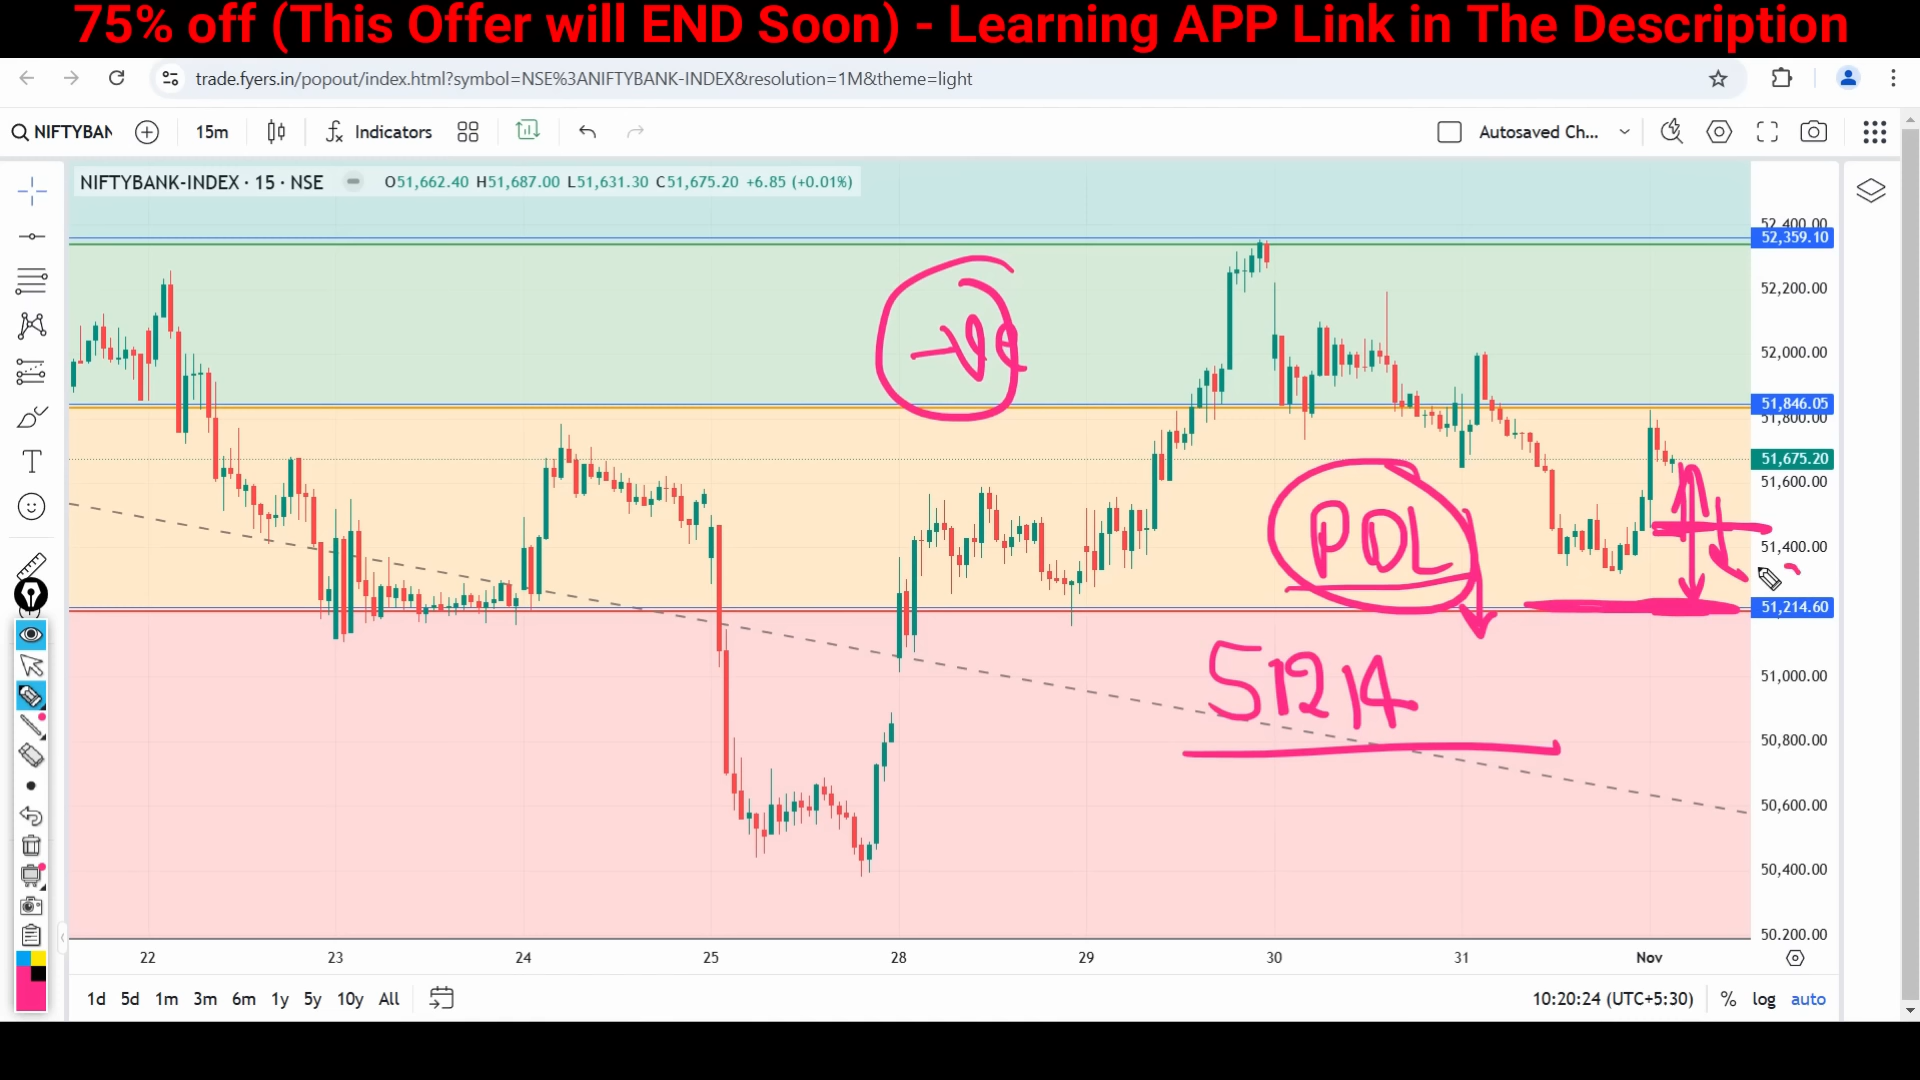 75% off (This Offer will END Soon) - Learning APP Link in The Description
trade.fyers.in/popout/index.html?symbol=NSE%3ANIFTYBANK-INDEX&resolution=1M&theme=light
NIFTYBAN
15m
Indicators
Autosaved Ch...
NIFTYBANK-INDEX · 15 · NSE
O51,662.40 H51,687.00 L51,631.30 C51,675.20 +6.85 (+0.01%)
52,400.00
52,359.10
52,200.00
52,000.00
51,846.05
51,800.00
51,675.20
51,600.00
51,400.00
51,214.60
51,000.00
50,800.00
50,600.00
50,400.00
50,200.00
-ve
PDL
51214
22 23 24 25 28 29 30 31 Nov
1d 5d 1m 3m 6m 1y 5y 10y All
10:20:24 (UTC+5:30) % log auto